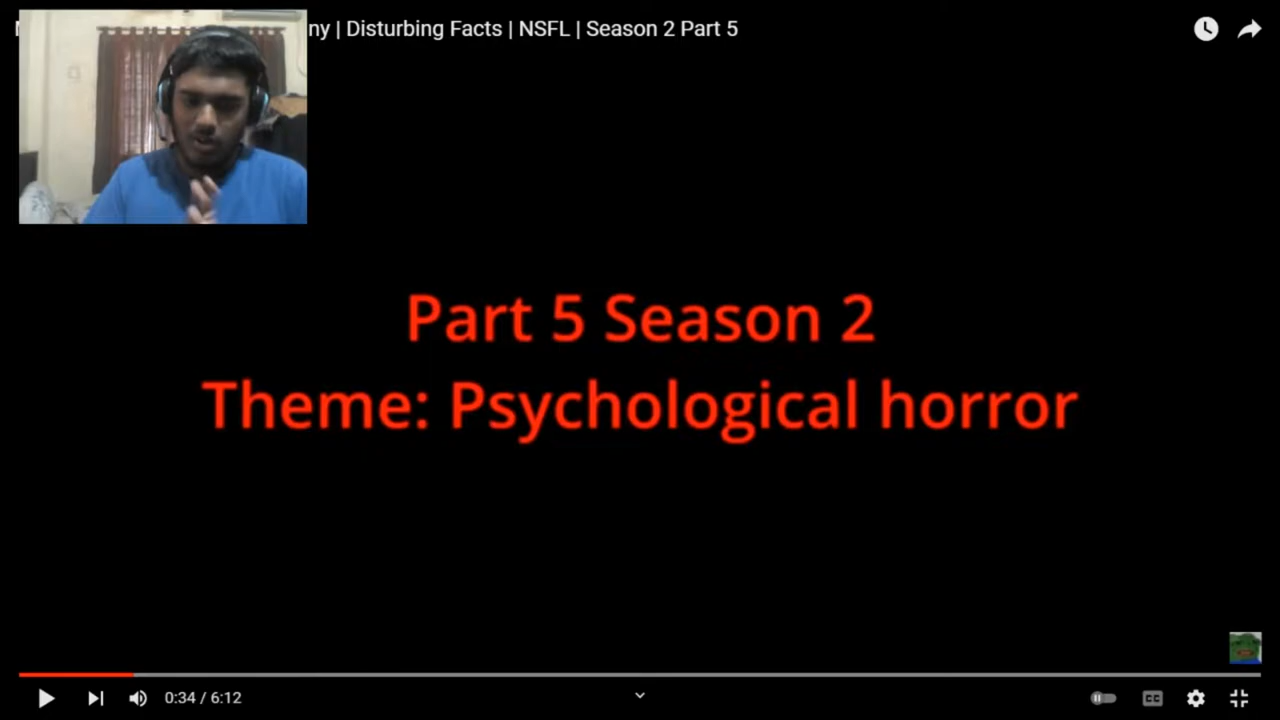 ny | Disturbing Facts | NSFL | Season 2 Part 5
Part 5 Season 2
Theme: Psychological horror
0:34 / 6:12
CC